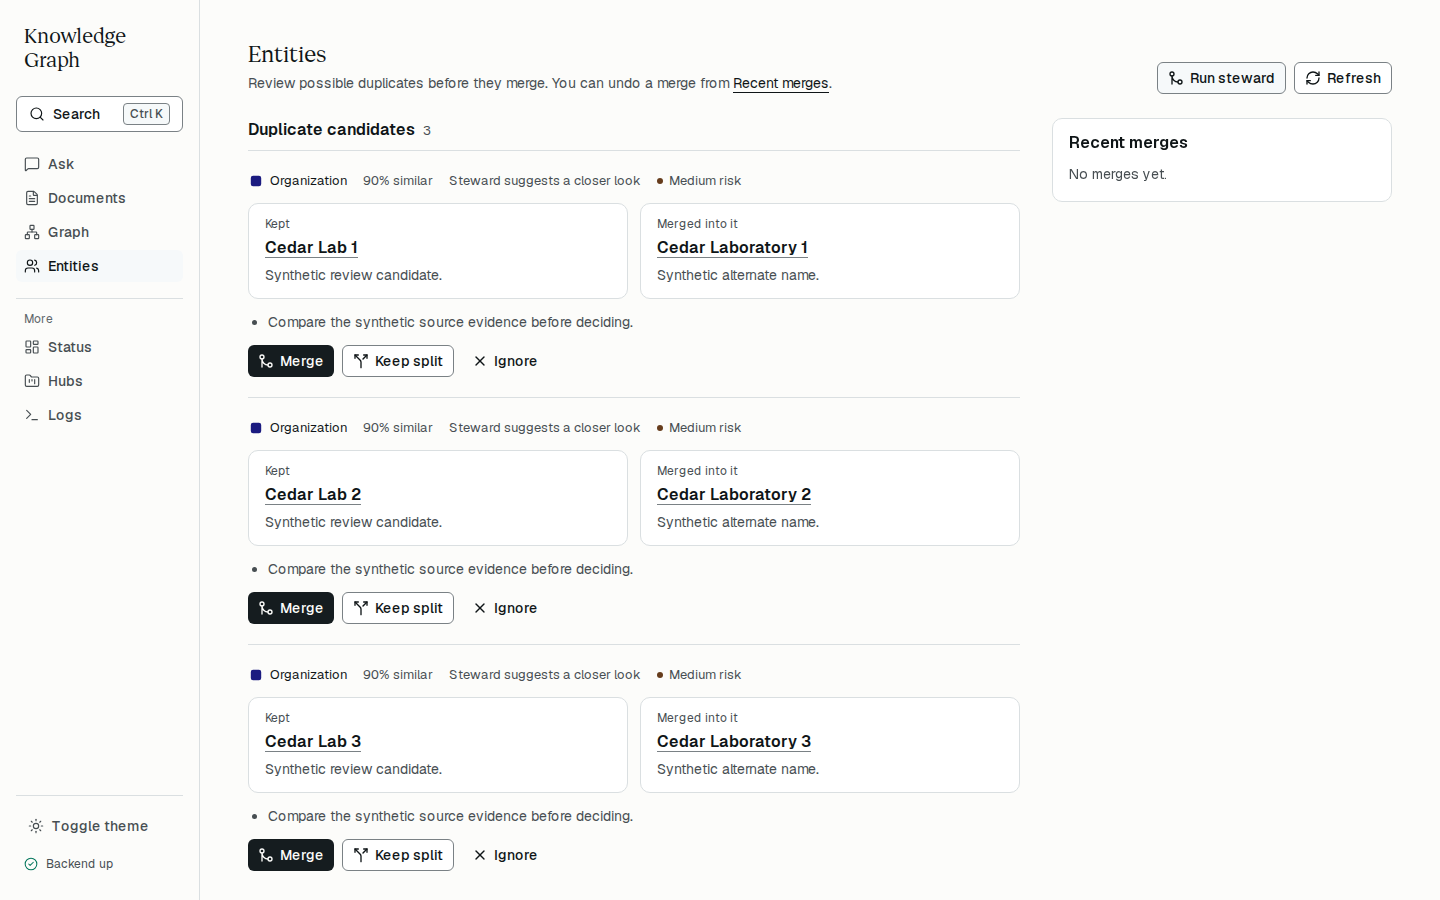 Knowledge
Graph
Search Ctrl K
Ask
Documents
Graph
Entities
More
Status
Hubs
Logs
Toggle theme
Backend up
Entities
Review possible duplicates before they merge. You can undo a merge from Recent merges.
Run steward
Refresh
Duplicate candidates 3
Organization 90% similar Steward suggests a closer look Medium risk
Kept
Cedar Lab 1
Synthetic review candidate.
Merged into it
Cedar Laboratory 1
Synthetic alternate name.
Compare the synthetic source evidence before deciding.
Merge Keep split Ignore
Organization 90% similar Steward suggests a closer look Medium risk
Kept
Cedar Lab 2
Synthetic review candidate.
Merged into it
Cedar Laboratory 2
Synthetic alternate name.
Compare the synthetic source evidence before deciding.
Merge Keep split Ignore
Organization 90% similar Steward suggests a closer look Medium risk
Kept
Cedar Lab 3
Synthetic review candidate.
Merged into it
Cedar Laboratory 3
Synthetic alternate name.
Compare the synthetic source evidence before deciding.
Merge Keep split Ignore
Recent merges
No merges yet.